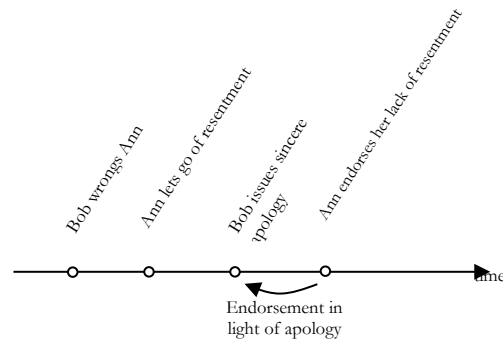 Bob wrongs Ann
Ann lets go of resentment
Bob issues sincere
apology
Ann endorses her lack of resentment
time
Endorsement in
light of apology